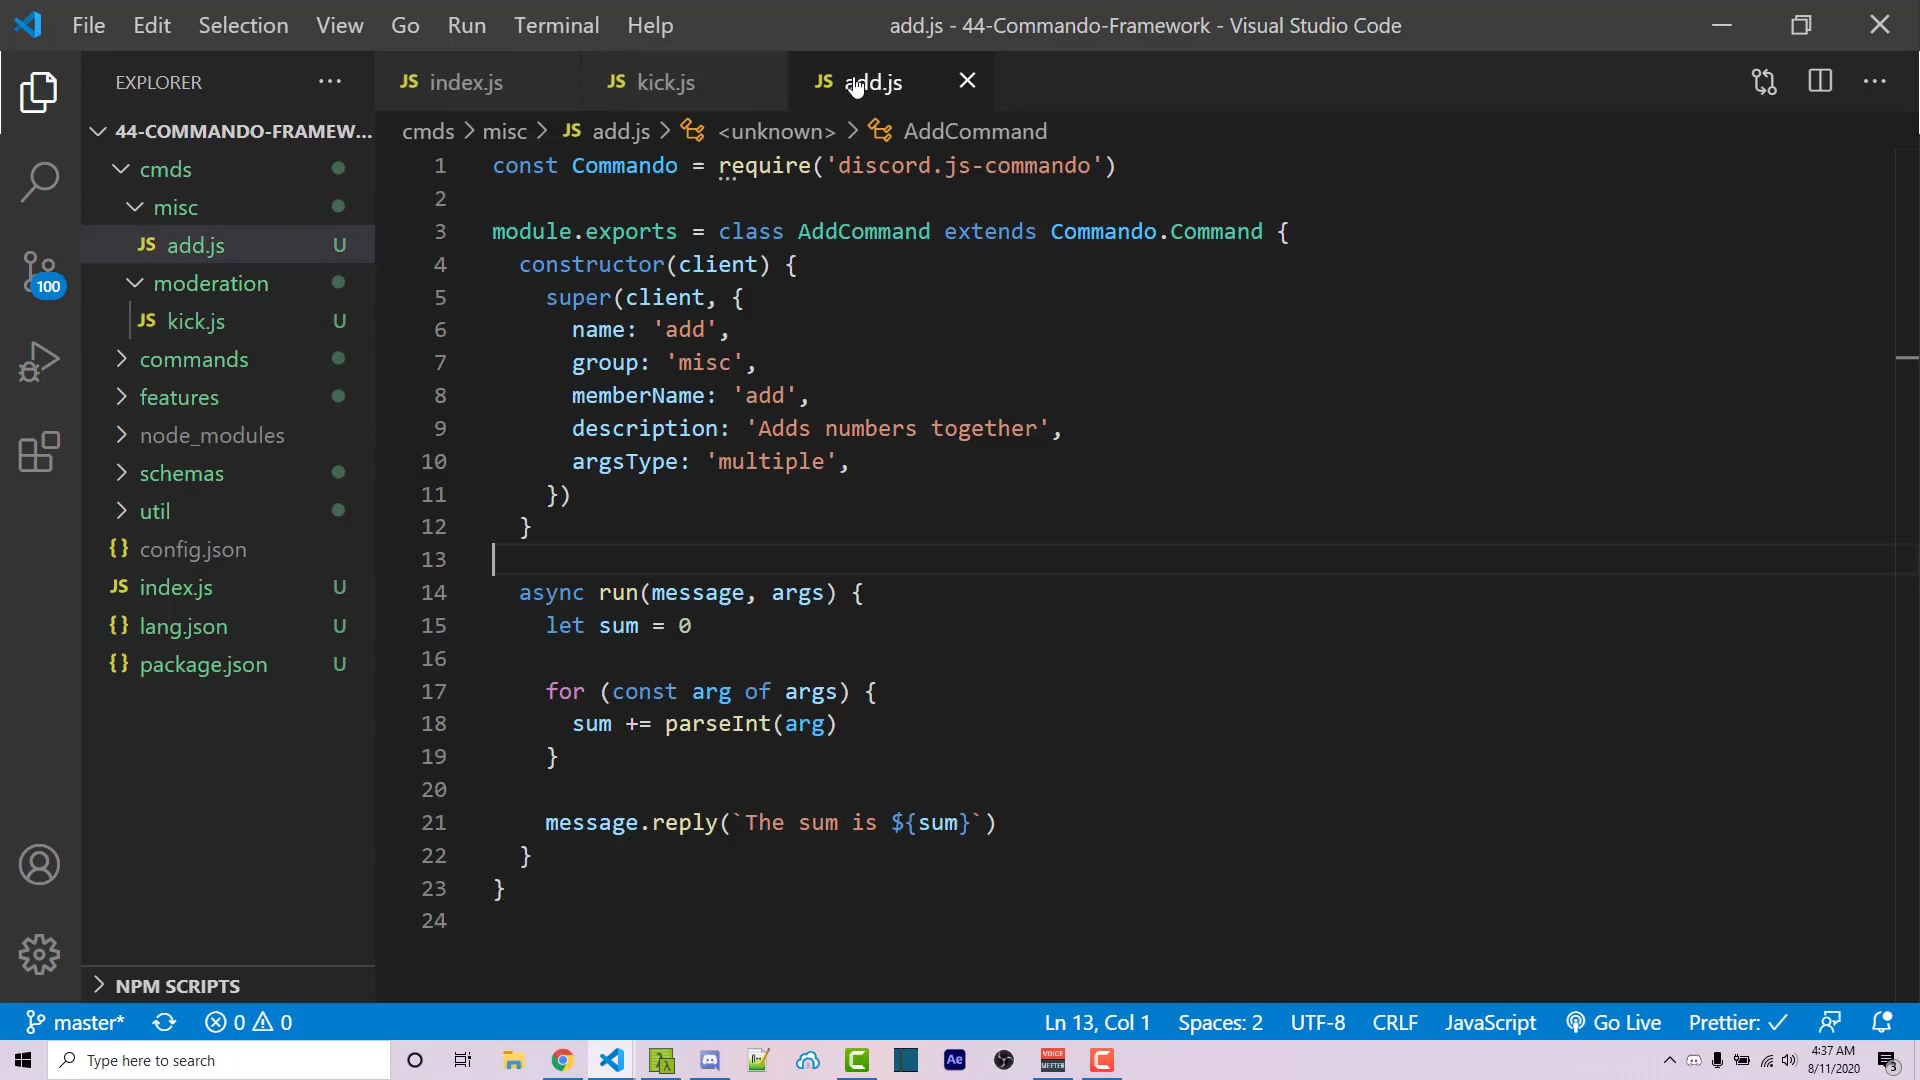 File Edit Selection View Go Run Terminal Help
add.js - 44-Commando-Framework - Visual Studio Code
EXPLORER
JS index.js
JS kick.js
JS add.js
44-COMMANDO-FRAMEW...
cmds > misc > JS add.js > <unknown> > AddCommand
cmds
misc
JS add.js U
moderation
JS kick.js U
commands
features
node_modules
schemas
util
{} config.json
JS index.js U
{} lang.json U
{} package.json U
NPM SCRIPTS
100
1 const Commando = require('discord.js-commando')
2
3 module.exports = class AddCommand extends Commando.Command {
4 constructor(client) {
5 super(client, {
6 name: 'add',
7 group: 'misc',
8 memberName: 'add',
9 description: 'Adds numbers together',
10 argsType: 'multiple',
11 })
12 }
13
14 async run(message, args) {
15 let sum = 0
16
17 for (const arg of args) {
18 sum += parseInt(arg)
19 }
20
21 message.reply(`The sum is ${sum}`)
22 }
23 }
24
master* 0 0 Ln 13, Col 1 Spaces: 2 UTF-8 CRLF JavaScript Go Live Prettier: ✓
Type here to search
Ae
VOICE MEETER
4:37 AM
8/11/2020
3